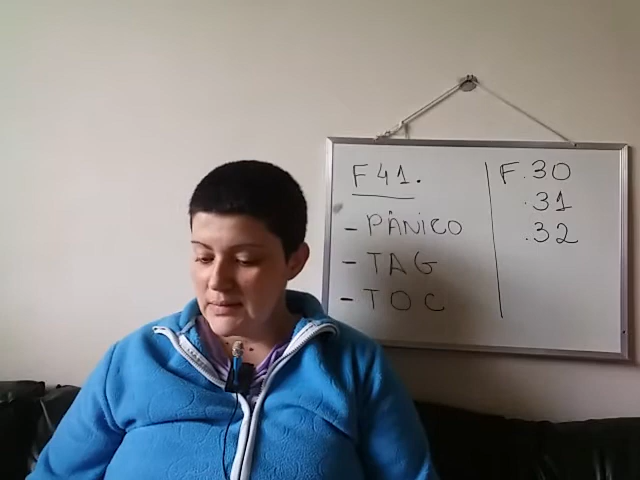 F41.
- PÂNICO
- TAG
- TOC
F.30
.31
.32